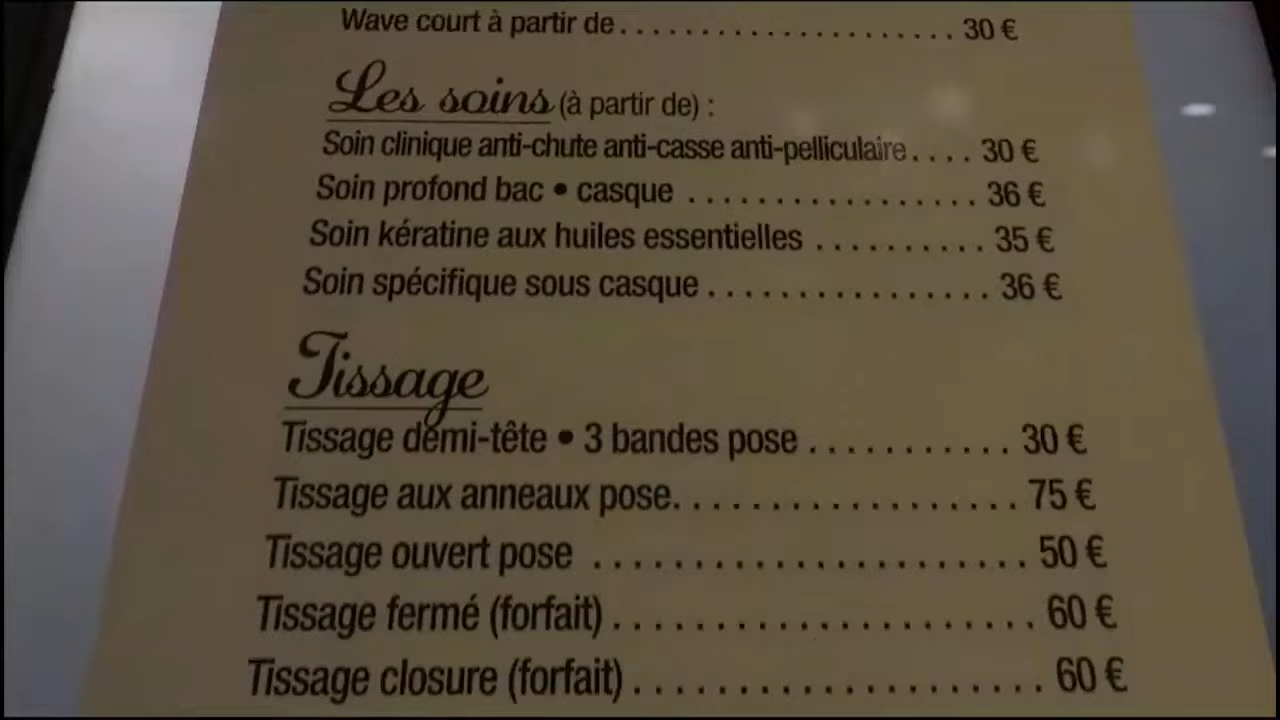 Wave court à partir de..................... 30 €
Les soins (à partir de) :
Soin clinique anti-chute anti-casse anti-pelliculaire.... 30 €
Soin profond bac • casque ................. 36 €
Soin kératine aux huiles essentielles .......... 35 €
Soin spécifique sous casque................ 36 €
Tissage
Tissage demi-tête • 3 bandes pose ........... 30 €
Tissage aux anneaux pose.................. 75 €
Tissage ouvert pose ...................... 50 €
Tissage fermé (forfait)..................... 60 €
Tissage closure (forfait).................... 60 €